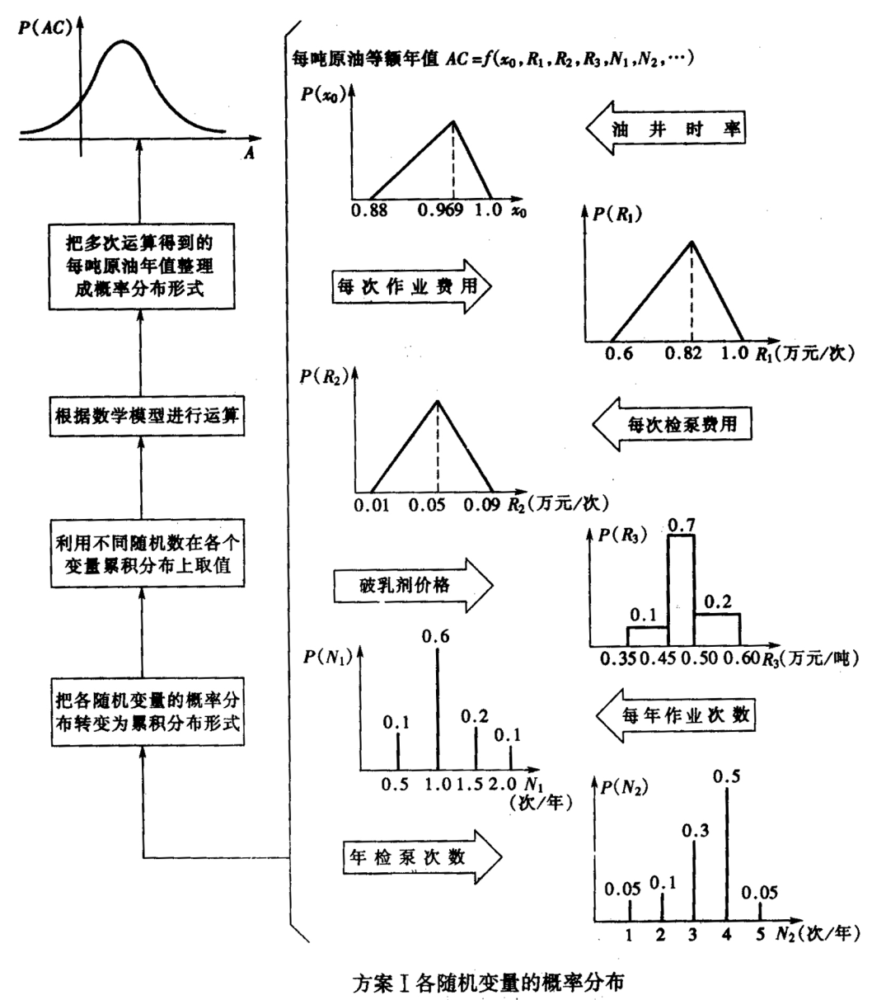 P(AC)
A
把多次运算得到的
每吨原油年值整理
成概率分布形式
根据数学模型进行运算
利用不同随机数在各个
变量累积分布上取值
把各随机变量的概率分
布转变为累积分布形式
每吨原油等额年值 AC=f(x₀,R₁,R₂,R₃,N₁,N₂,⋯)
P(x₀)
0.88 0.969 1.0 x₀
油井时率
P(R₁)
0.6 0.82 1.0 R₁(万元/次)
每次作业费用
P(R₂)
0.01 0.05 0.09 R₂(万元/次)
每次检泵费用
P(R₃)
0.1
0.7
0.2
0.35 0.45 0.50 0.60 R₃(万元/吨)
破乳剂价格
P(N₁)
0.1
0.6
0.2
0.1
0.5 1.0 1.5 2.0 N₁
(次/年)
每年作业次数
P(N₂)
0.05
0.1
0.3
0.5
0.05
1 2 3 4 5 N₂(次/年)
年检泵次数
方案Ⅰ各随机变量的概率分布